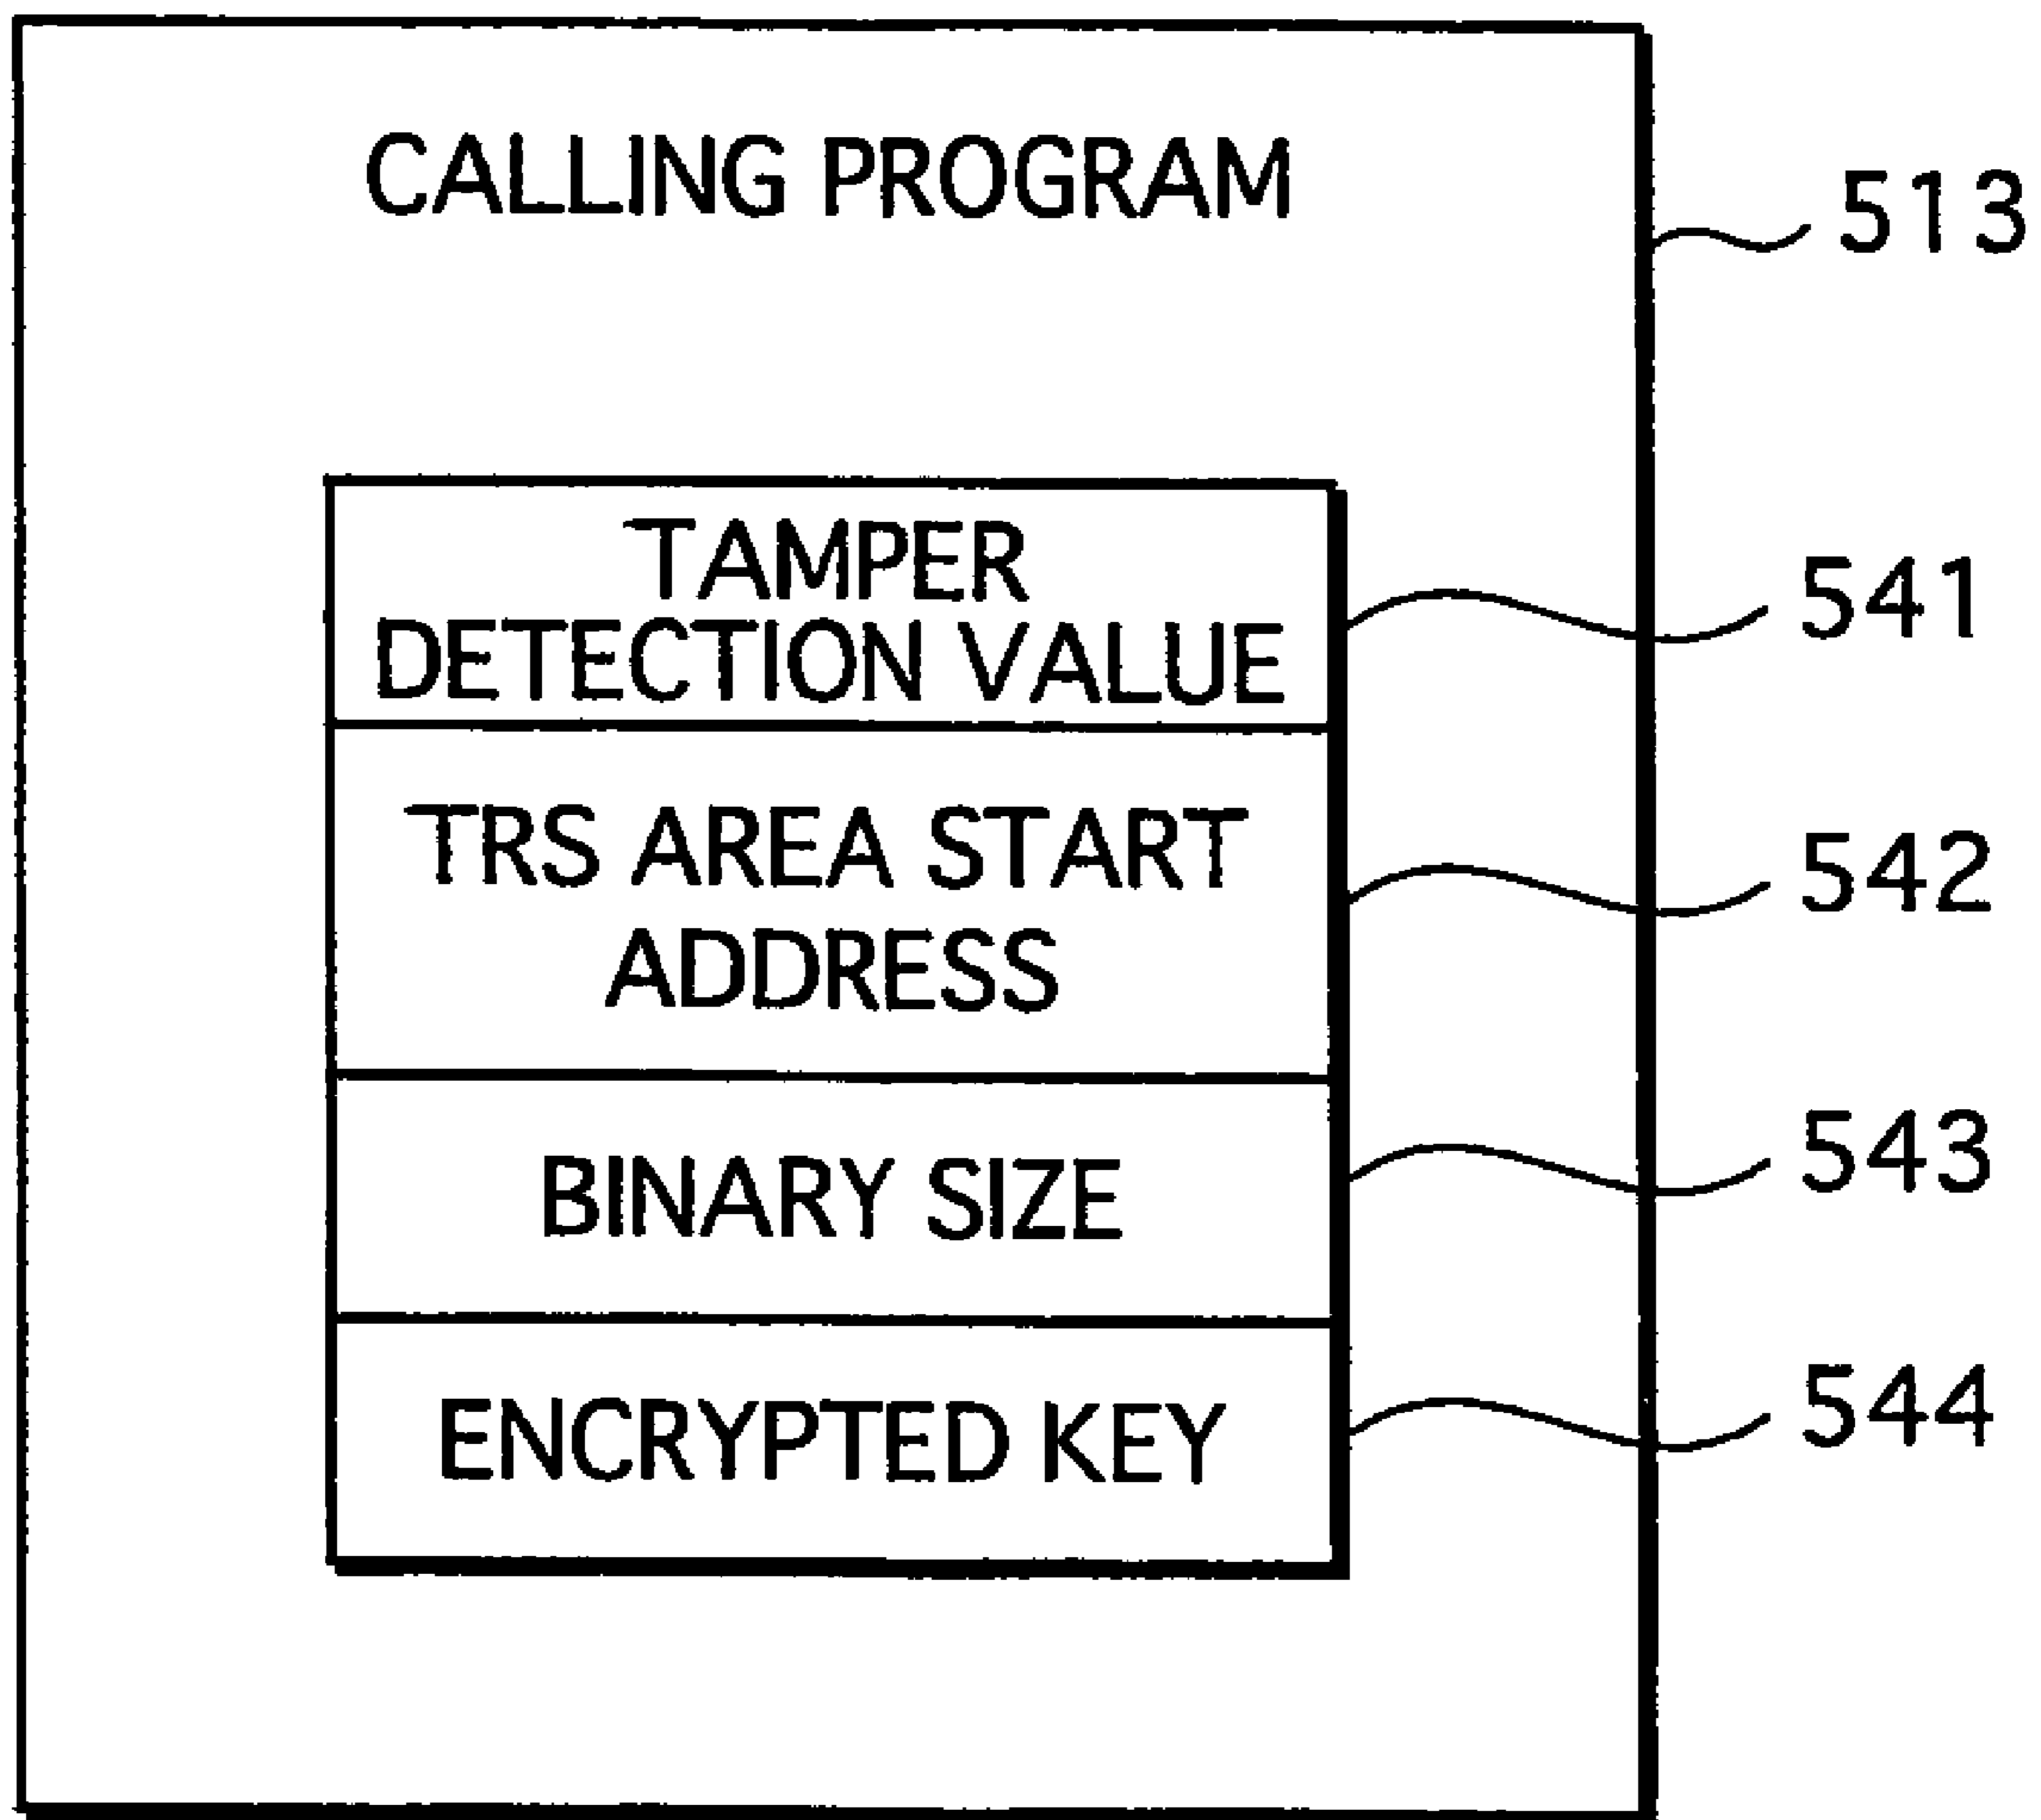 CALLING PROGRAM
513
TAMPER
DETECTION VALUE
541
TRS AREA START
ADDRESS
542
BINARY SIZE
543
ENCRYPTED KEY
544